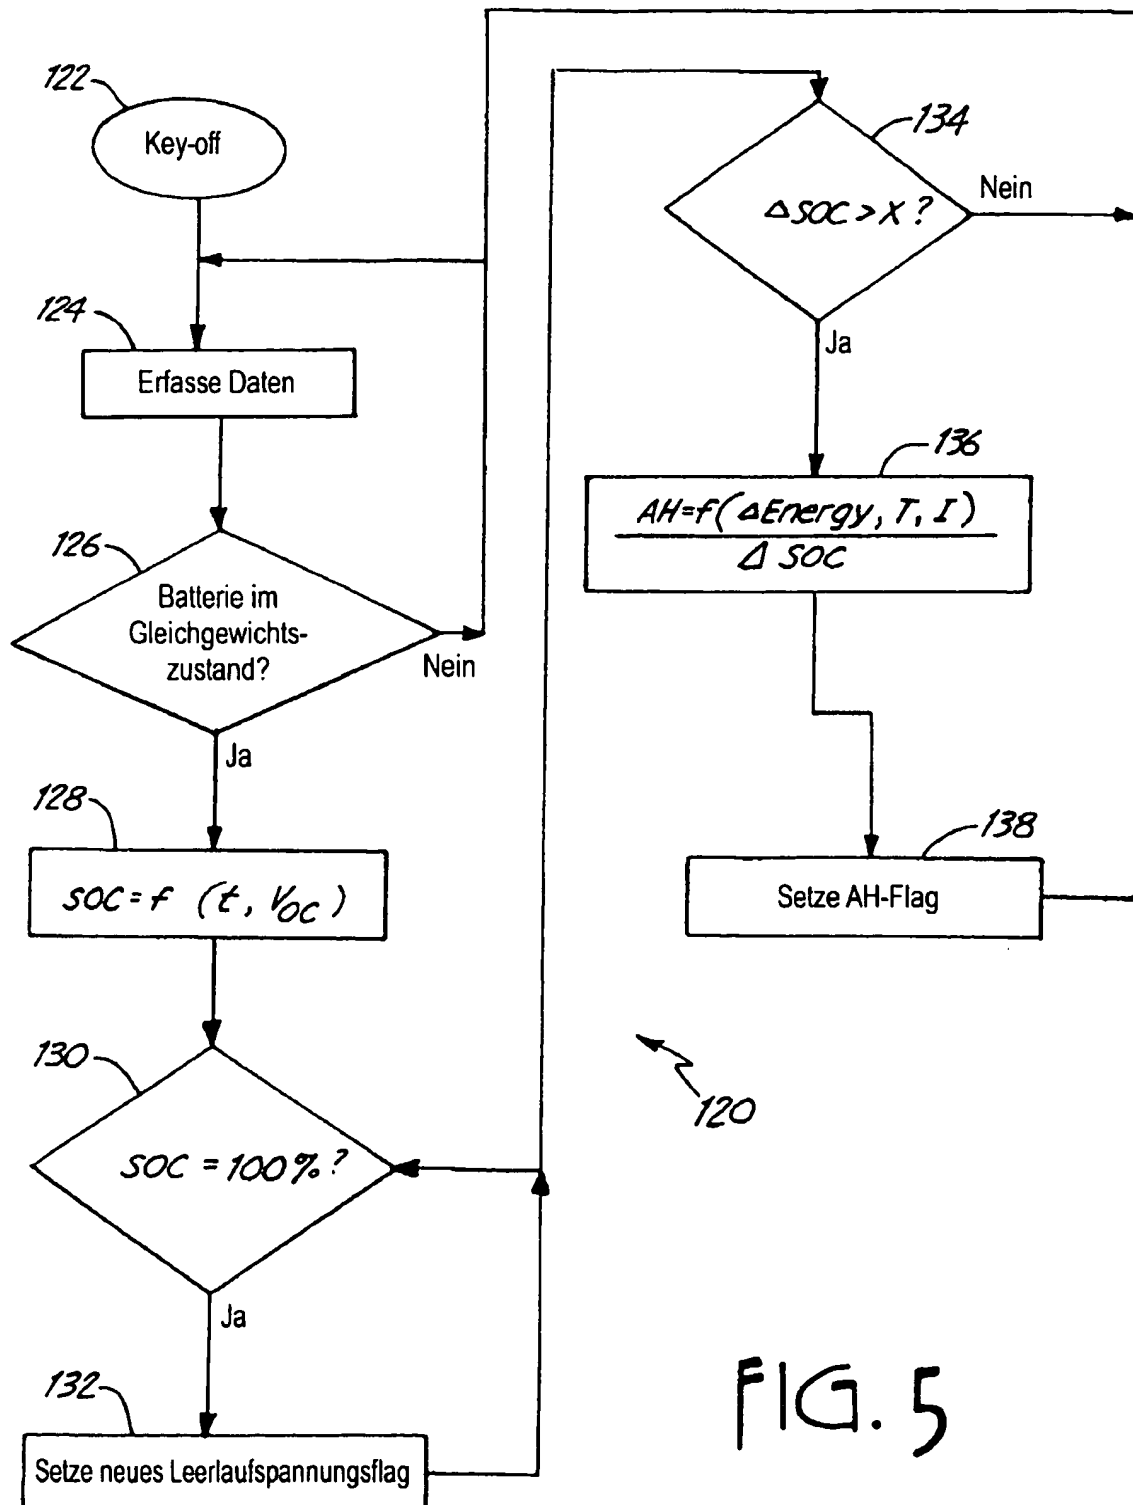 122
Key-off
124
Erfasse Daten
126
Batterie im
Gleichgewichts-
zustand?
Nein
Ja
128
SOC = f (t, V_OC)
130
SOC = 100%?
Ja
132
Setze neues Leerlaufspannungsflag
134
ΔSOC > X?
Nein
Ja
136
AH = f(ΔEnergy, T, I)
Δ SOC
138
Setze AH-Flag
120
FIG. 5